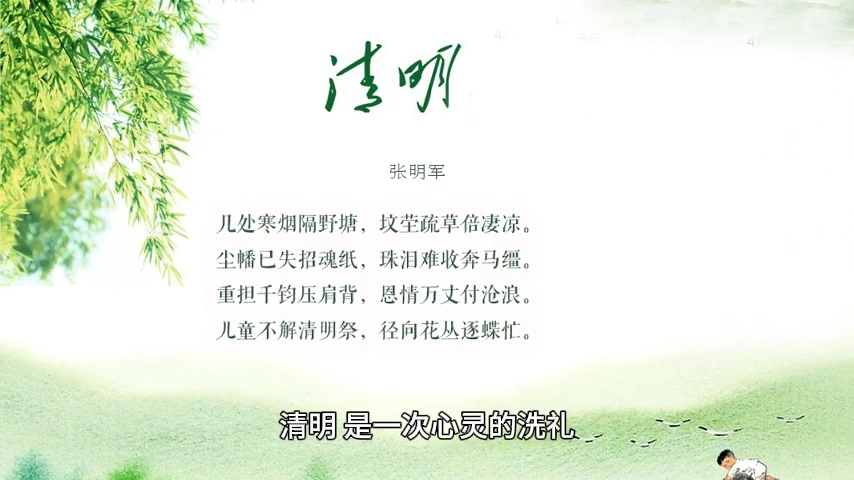 清明
张明军
几处寒烟隔野塘，坟茔疏草倍凄凉。
尘幡已失招魂纸，珠泪难收奔马缰。
重担千钧压肩背，恩情万丈付沧浪。
儿童不解清明祭，径向花丛逐蝶忙。
清明 是一次心灵的洗礼